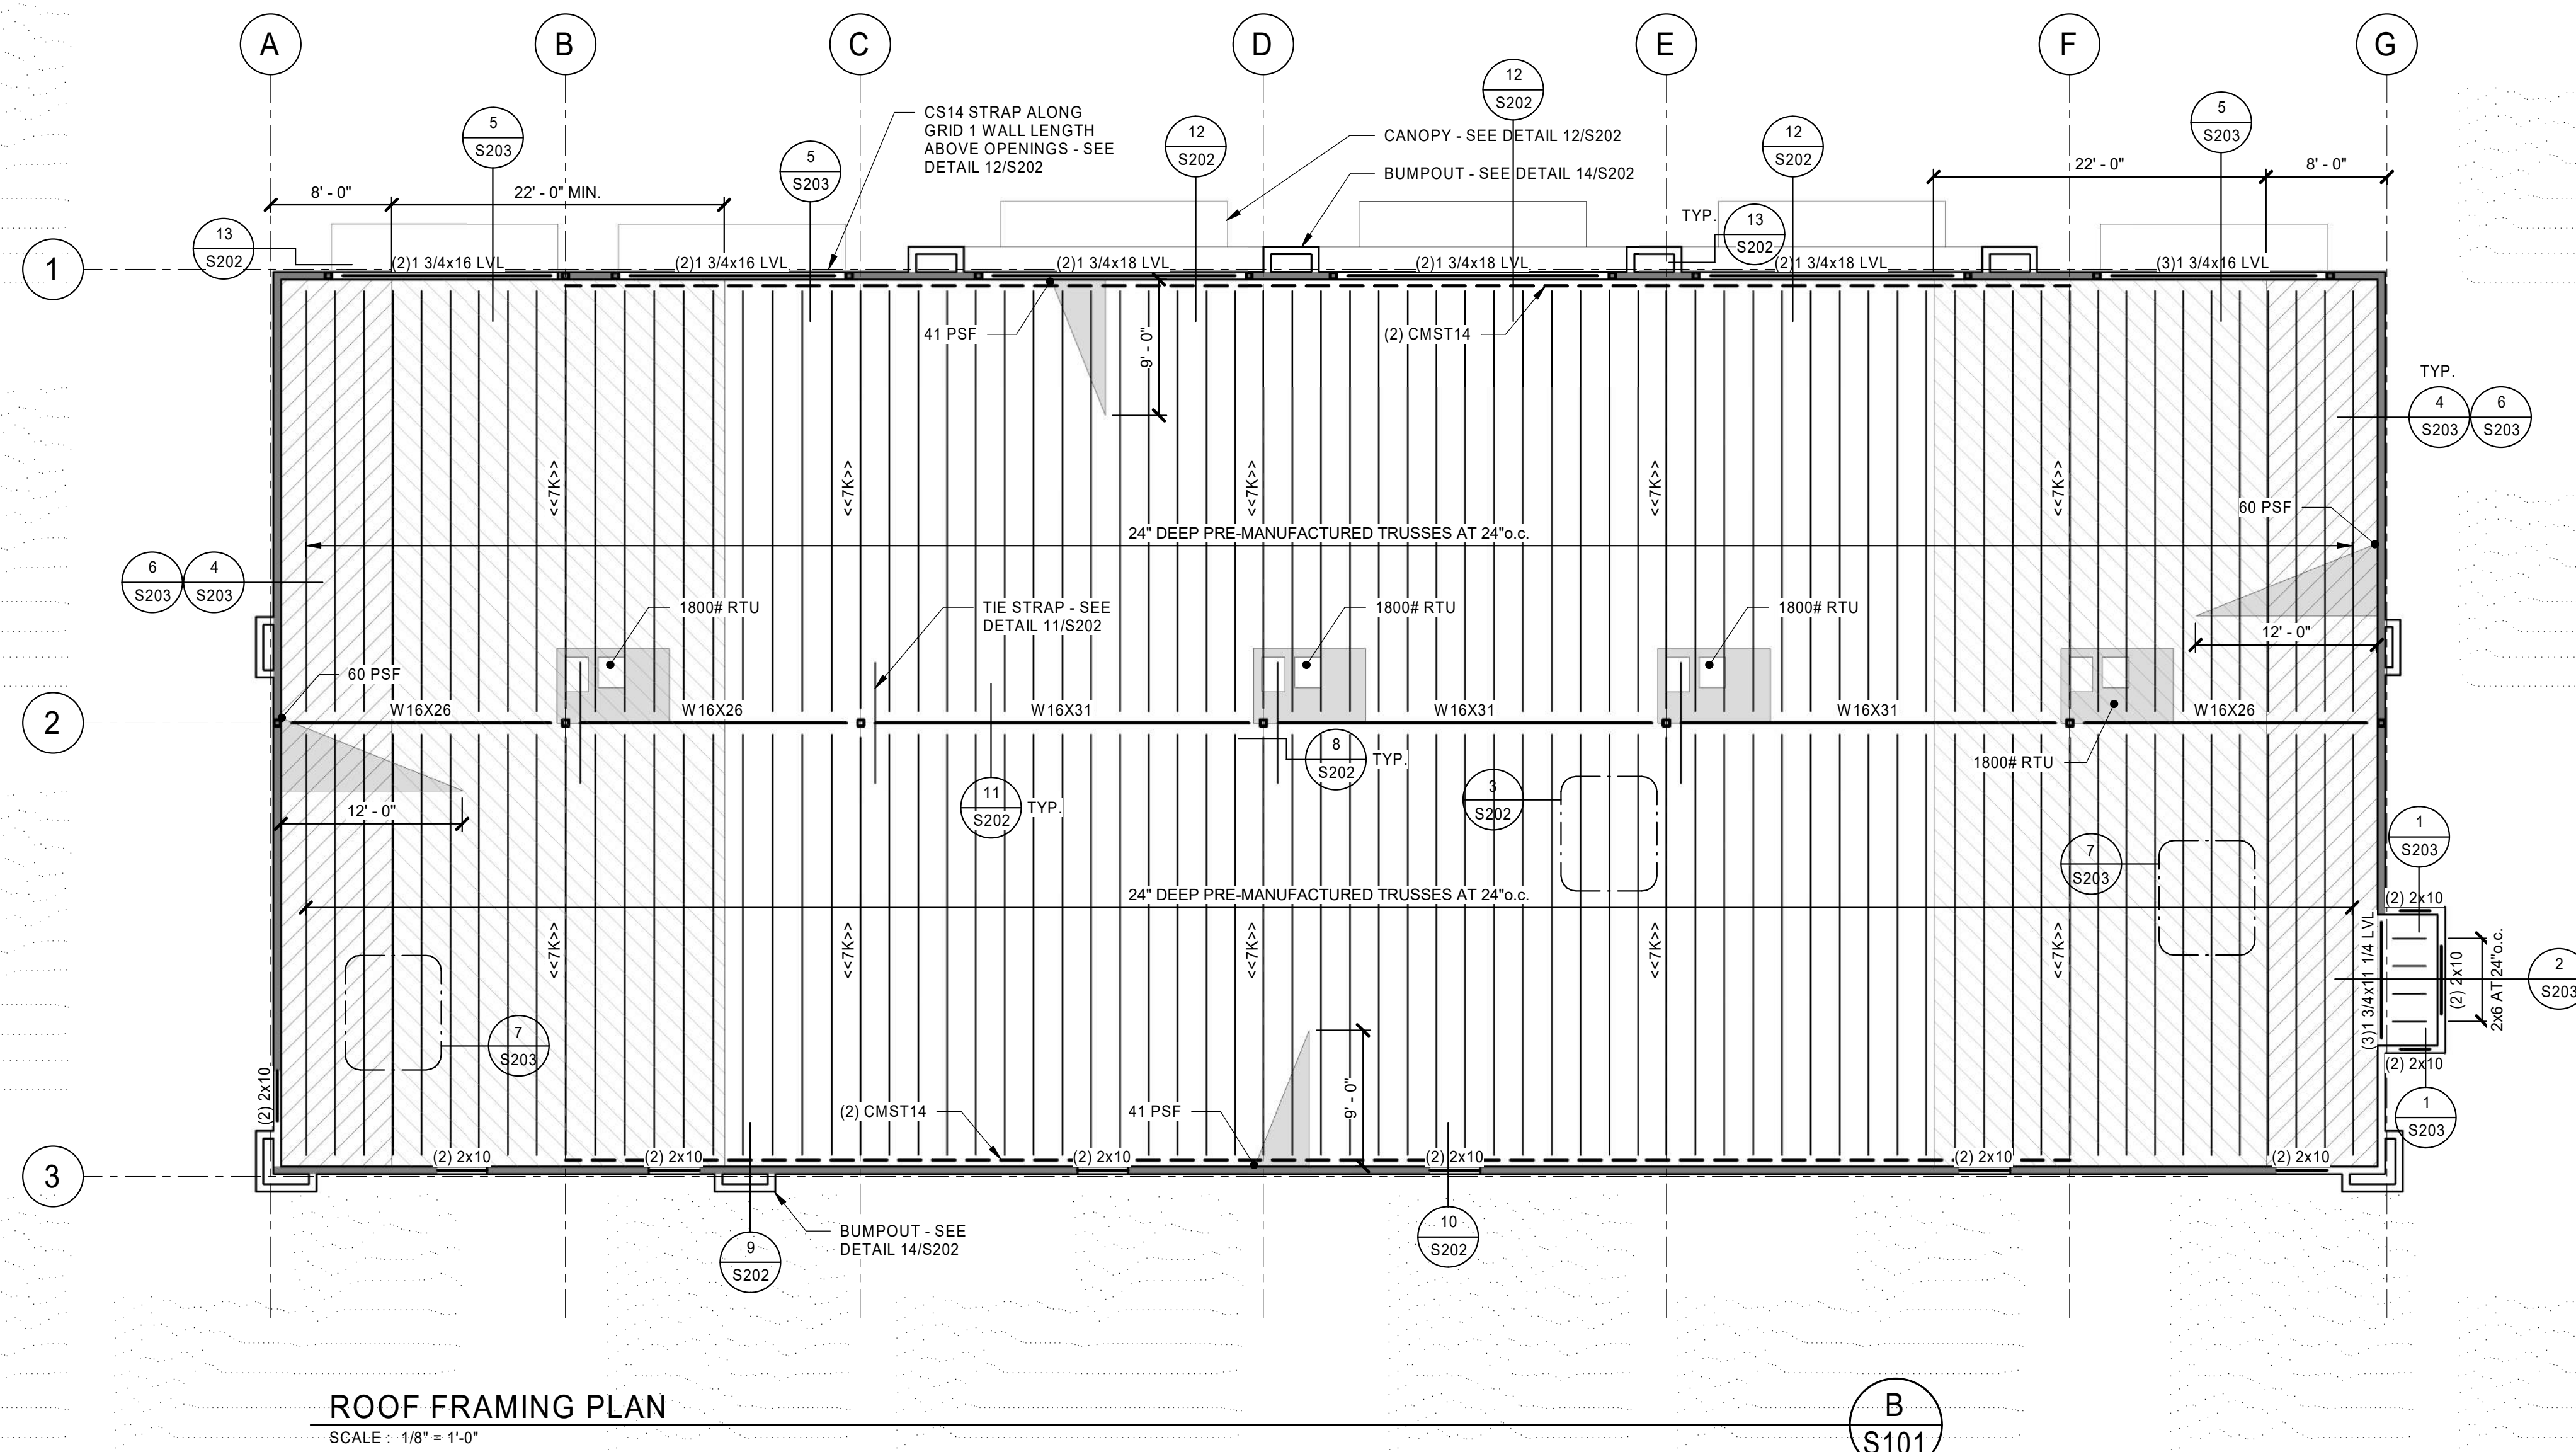 A
B
C
D
E
F
G
12
S202
5
S203
5
S203
CS14 STRAP ALONG
GRID 1 WALL LENGTH
ABOVE OPENINGS - SEE
DETAIL 12/S202
12
S202
CANOPY - SEE DETAIL 12/S202
12
S202
5
S203
BUMPOUT - SEE DETAIL 14/S202
8' - 0"
22' - 0" MIN.
22' - 0"
8' - 0"
13
S202
TYP.
13
S202
1
(2)1 3/4x16 LVL
(2)1 3/4x16 LVL
(2)1 3/4x18 LVL
(2)1 3/4x18 LVL
(2)1 3/4x18 LVL
(3)1 3/4x16 LVL
41 PSF
9' - 0"
(2) CMST14
TYP.
4
S203
6
S203
<<7K>>
<<7K>>
<<7K>>
<<7K>>
<<7K>>
60 PSF
24" DEEP PRE-MANUFACTURED TRUSSES AT 24"o.c.
6
S203
4
S203
1800# RTU
TIE STRAP - SEE
DETAIL 11/S202
1800# RTU
1800# RTU
12' - 0"
60 PSF
2
W16X26
W16X26
W16X31
W16X31
W16X31
W16X26
8
S202
TYP.
1800# RTU
12' - 0"
11
S202
TYP.
3
S202
1
S203
7
S203
24" DEEP PRE-MANUFACTURED TRUSSES AT 24"o.c.
(2) 2x10
<<7K>>
<<7K>>
<<7K>>
<<7K>>
<<7K>>
(3)1 3/4x11 1/4 LVL
(2) 2x10
2x6 AT 24"o.c.
2
S203
7
S203
(2) 2x10
(2) 2x10
(2) CMST14
41 PSF
9' - 0"
1
S203
3
(2) 2x10
(2) 2x10
(2) 2x10
(2) 2x10
(2) 2x10
(2) 2x10
BUMPOUT - SEE
DETAIL 14/S202
9
S202
10
S202
ROOF FRAMING PLAN
SCALE : 1/8" = 1'-0"
B
S101